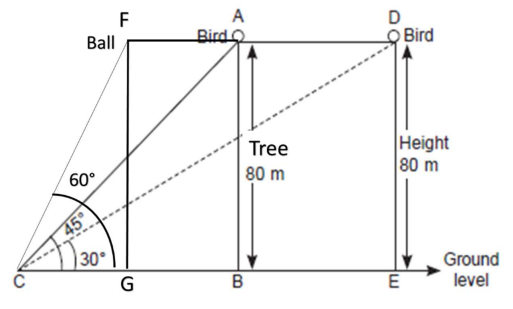 F
A
D
Ball
Bird
Bird
Tree
80 m
Height
80 m
60°
45°
30°
Ground
level
C
G
B
E